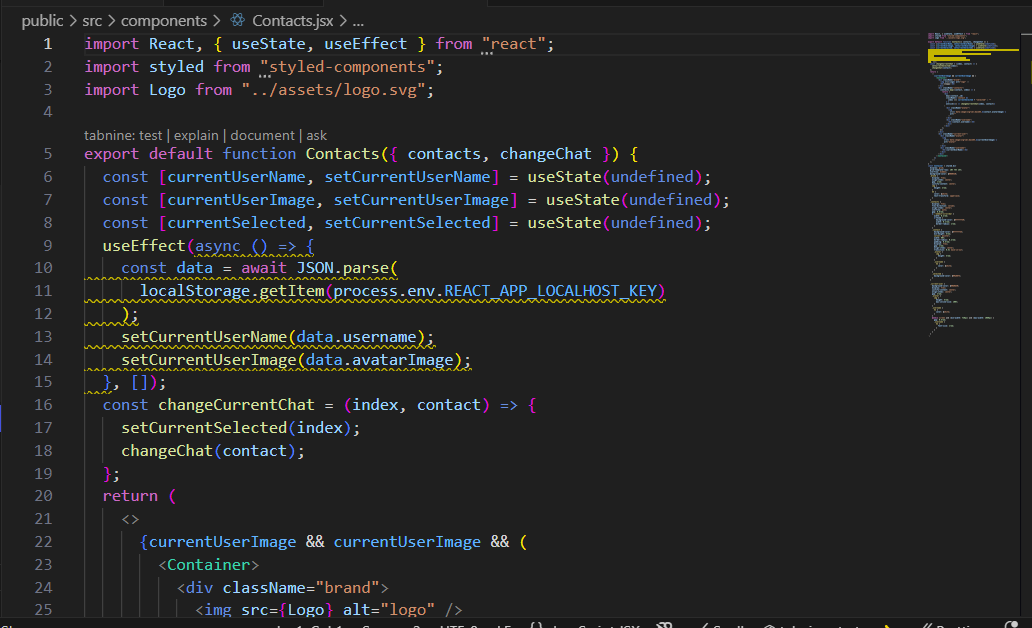 public > src > components > Contacts.jsx > ...
1 import React, { useState, useEffect } from "react";
2 import styled from "styled-components";
3 import Logo from "../assets/logo.svg";
4
tabnine: test | explain | document | ask
5 export default function Contacts({ contacts, changeChat }) {
6 const [currentUserName, setCurrentUserName] = useState(undefined);
7 const [currentUserImage, setCurrentUserImage] = useState(undefined);
8 const [currentSelected, setCurrentSelected] = useState(undefined);
9 useEffect(async () => {
10 const data = await JSON.parse(
11 localStorage.getItem(process.env.REACT_APP_LOCALHOST_KEY)
12 );
13 setCurrentUserName(data.username);
14 setCurrentUserImage(data.avatarImage);
15 }, []);
16 const changeCurrentChat = (index, contact) => {
17 setCurrentSelected(index);
18 changeChat(contact);
19 };
20 return (
21 <>
22 {currentUserImage && currentUserImage && (
23 <Container>
24 <div className="brand">
25 <img src={Logo} alt="logo" />